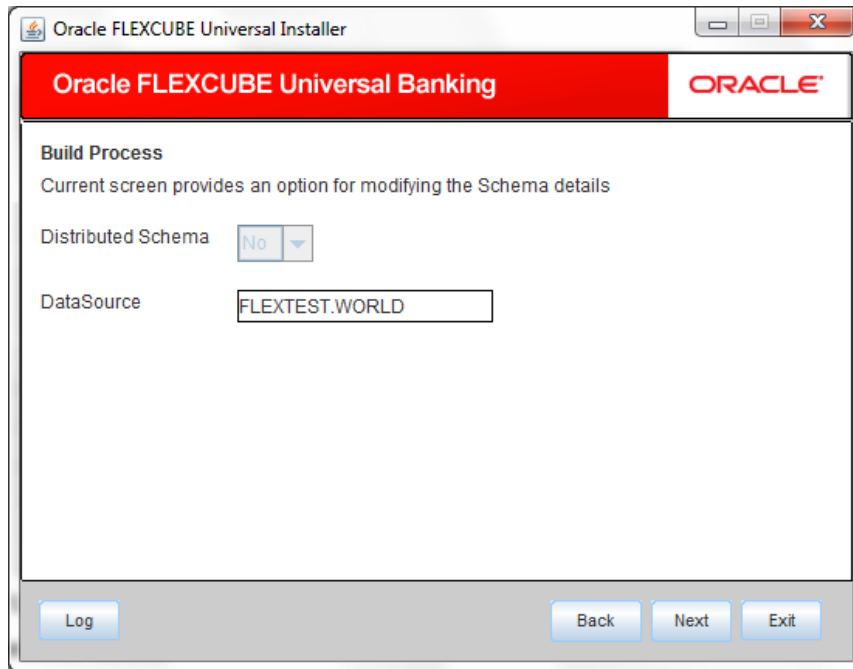 Oracle FLEXCUBE Universal Installer
Oracle FLEXCUBE Universal Banking
ORACLE
Build Process
Current screen provides an option for modifying the Schema details
Distributed Schema No
DataSource FLEXTEST.WORLD
Log Back Next Exit